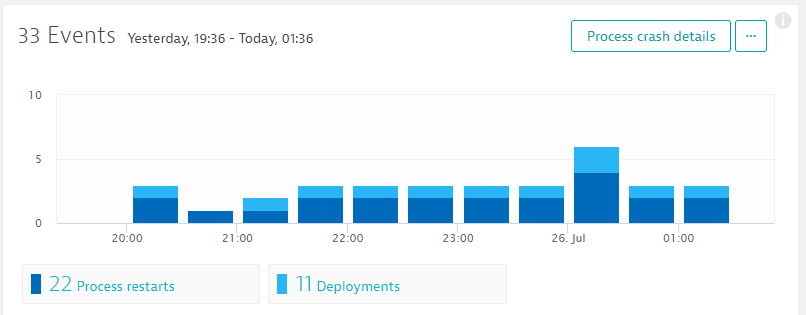 33 Events Yesterday, 19:36 - Today, 01:36
Process crash details ...
i
10
5
0
20:00 21:00 22:00 23:00 26. Jul 01:00
22 Process restarts 11 Deployments